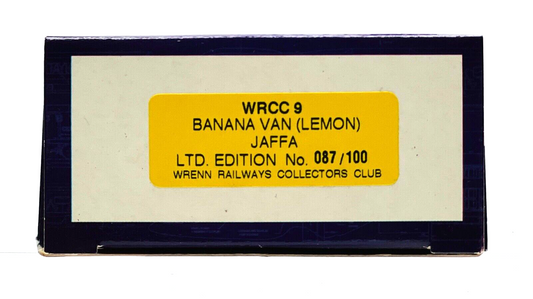 WRCC 9
BANANA VAN (LEMON)
JAFFA
LTD. EDITION No. 087/100
WRENN RAILWAYS COLLECTORS CLUB